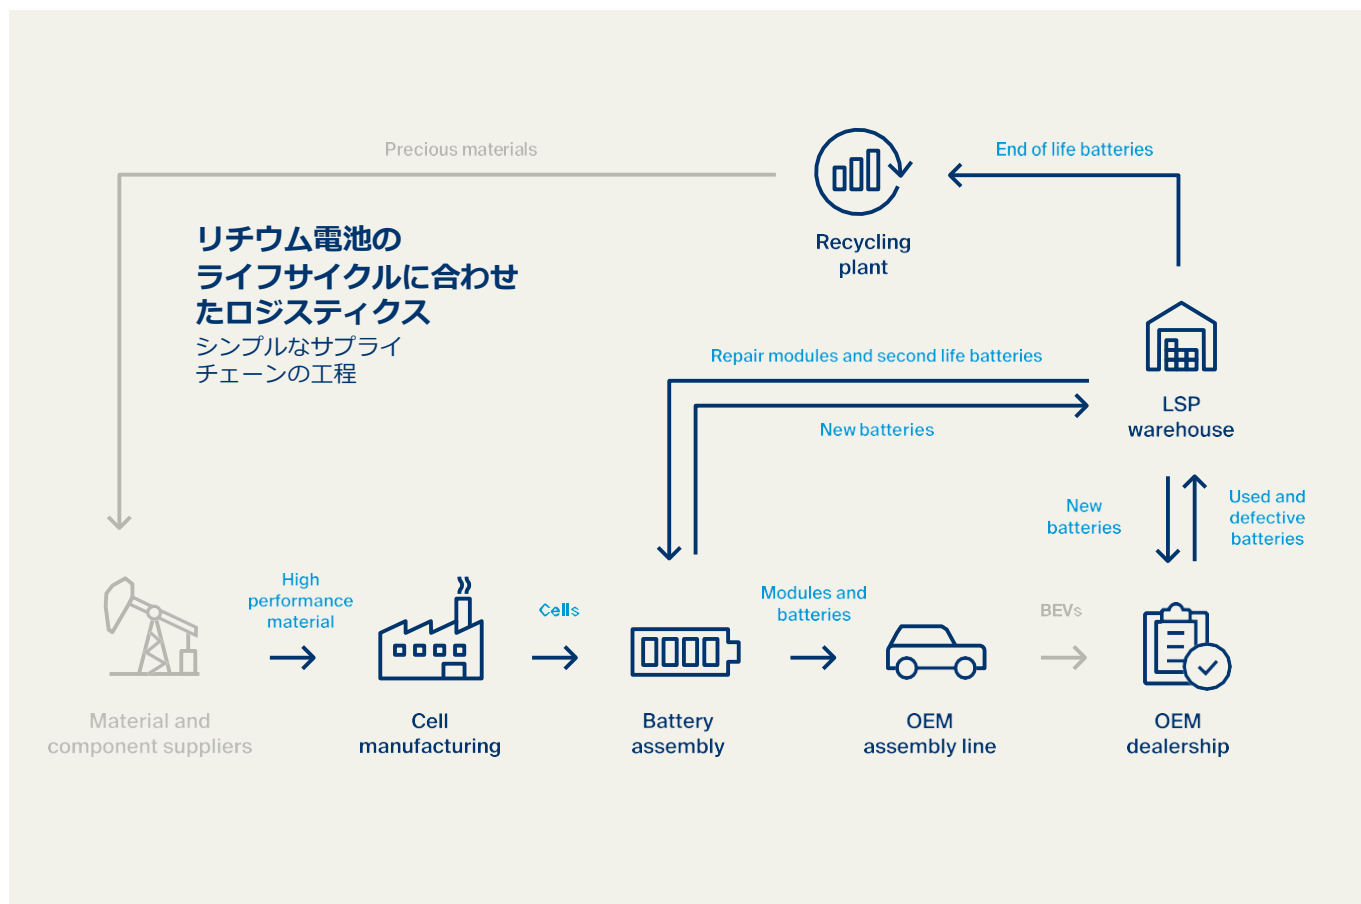 Precious materials
End of life batteries
リチウム電池の
ライフサイクルに合わせ
たロジスティクス
シンプルなサプライ
チェーンの工程
Recycling
plant
Repair modules and second life batteries
New batteries
LSP
warehouse
New
batteries
Used and
defective
batteries
High
performance
material
Cells
Modules and
batteries
BEVs
Material and
component suppliers
Cell
manufacturing
Battery
assembly
OEM
assembly line
OEM
dealership